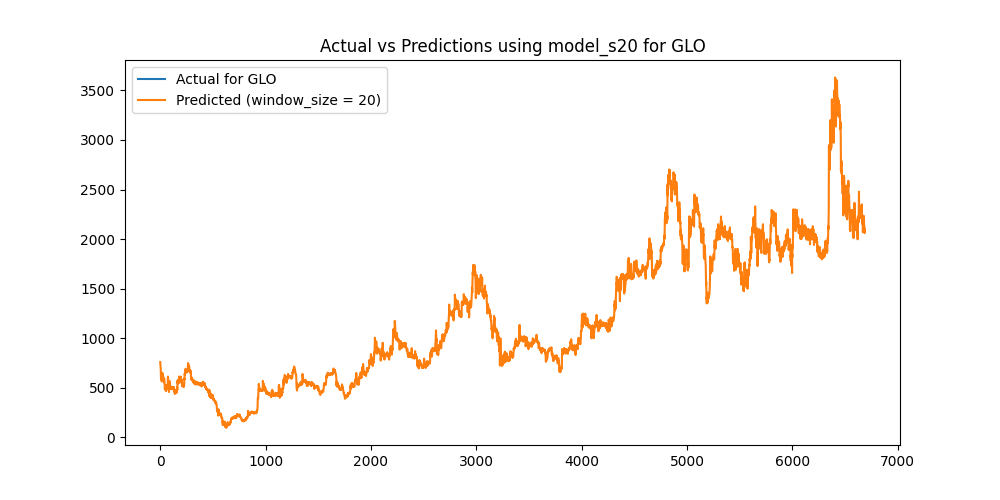 Actual vs Predictions using model_s20 for GLO
Actual for GLO
Predicted (window_size = 20)
3500
3000
2500
2000
1500
1000
500
0
0 1000 2000 3000 4000 5000 6000 7000